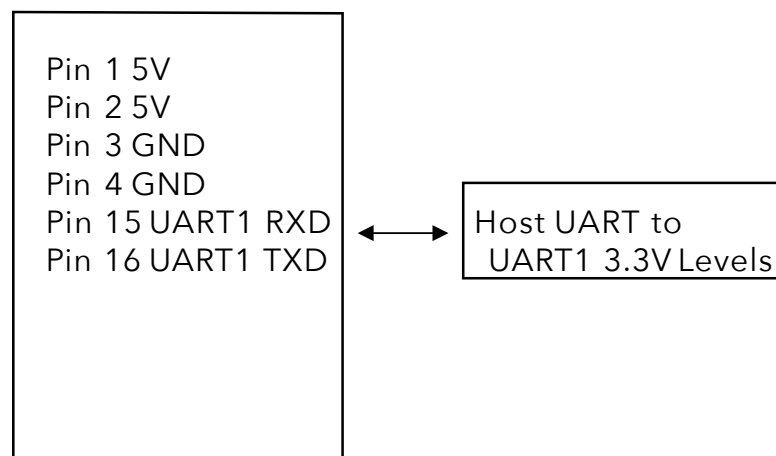 Pin 1 5V
Pin 2 5V
Pin 3 GND
Pin 4 GND
Pin 15 UART1 RXD
Pin 16 UART1 TXD
Host UART to
UART1 3.3V Levels